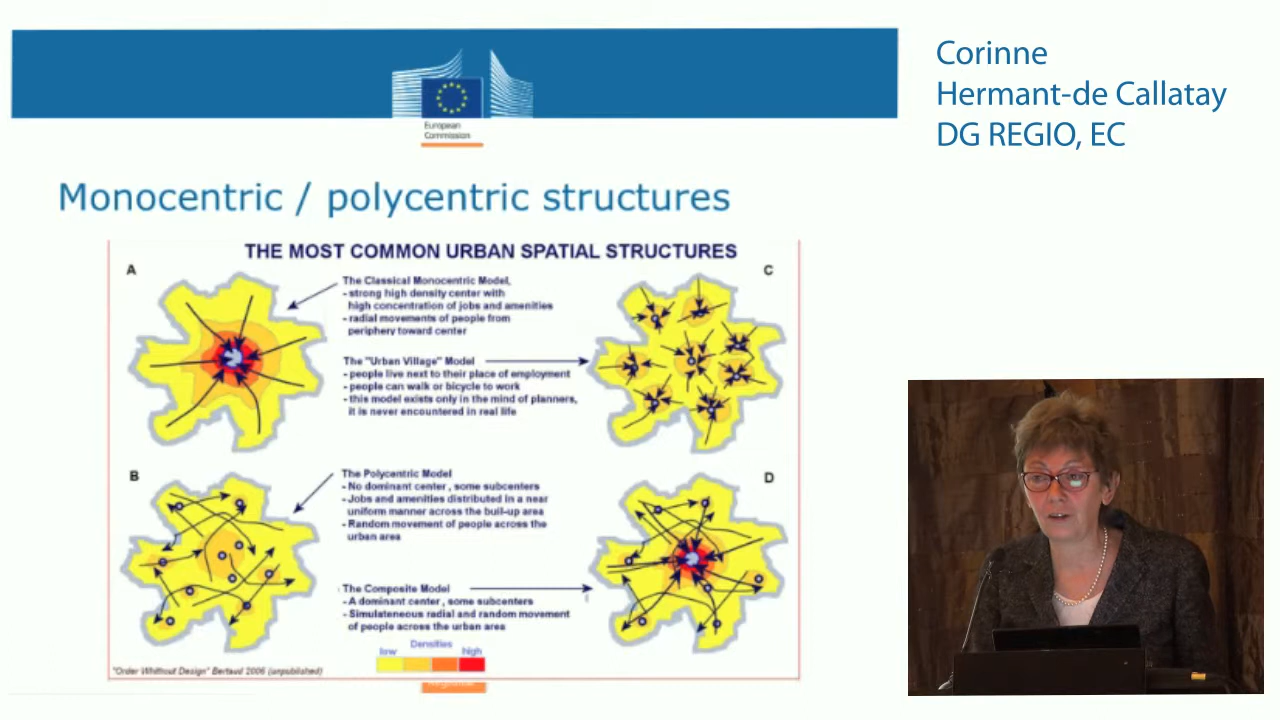 Corinne
Hermant-de Callatay
DG REGIO, EC
European
Commission
Monocentric / polycentric structures
THE MOST COMMON URBAN SPATIAL STRUCTURES
A
C
The Classical Monocentric Model,
- strong high density center with
high concentration of jobs and amenities
- radial movements of people from
periphery toward center
The "Urban Village" Model
- people live next to their place of employment
- people can walk or bicycle to work
- this model exists only in the mind of planners,
it is never encountered in real life
B
D
The Polycentric Model
- No dominant center, some subcenters
- Jobs and amenities distributed in a near
uniform manner across the buil-up area
- Random movement of people across the
urban area
The Composite Model
- A dominant center, some subcenters
- Simultaneous radial and random movement
of people across the urban area
Densities
low
high
"Order Whithout Design" Bertaud 2006 (unpublished)
Regional